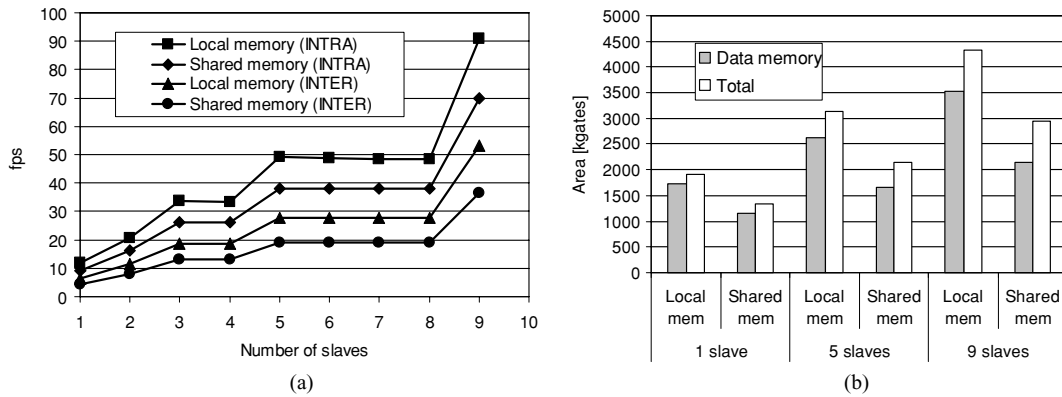 100
90
80
70
60
50
40
30
20
10
0
fps
Local memory (INTRA)
Shared memory (INTRA)
Local memory (INTER)
Shared memory (INTER)
1 2 3 4 5 6 7 8 9 10
Number of slaves
(a)
5000
4500
4000
3500
3000
2500
2000
1500
1000
500
0
Area [kgates]
Data memory
Total
Local mem Shared mem Local mem Shared mem Local mem Shared mem
1 slave 5 slaves 9 slaves
(b)